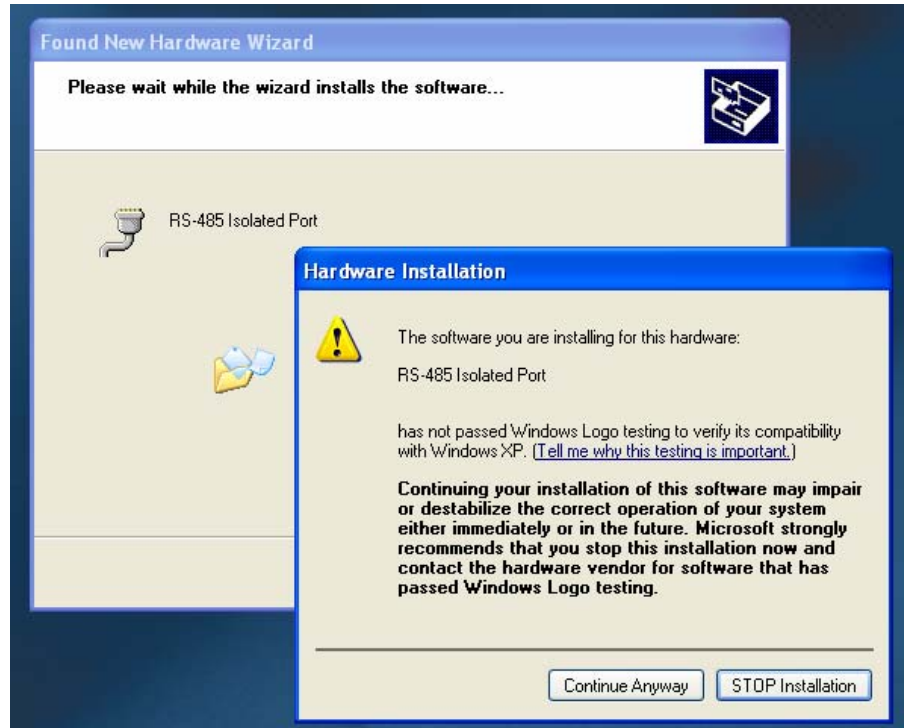 Found New Hardware Wizard
Please wait while the wizard installs the software...
RS-485 Isolated Port
Hardware Installation
The software you are installing for this hardware:
RS-485 Isolated Port
has not passed Windows Logo testing to verify its compatibility
with Windows XP. (Tell me why this testing is important.)
Continuing your installation of this software may impair
or destabilize the correct operation of your system
either immediately or in the future. Microsoft strongly
recommends that you stop this installation now and
contact the hardware vendor for software that has
passed Windows Logo testing.
Continue Anyway
STOP Installation